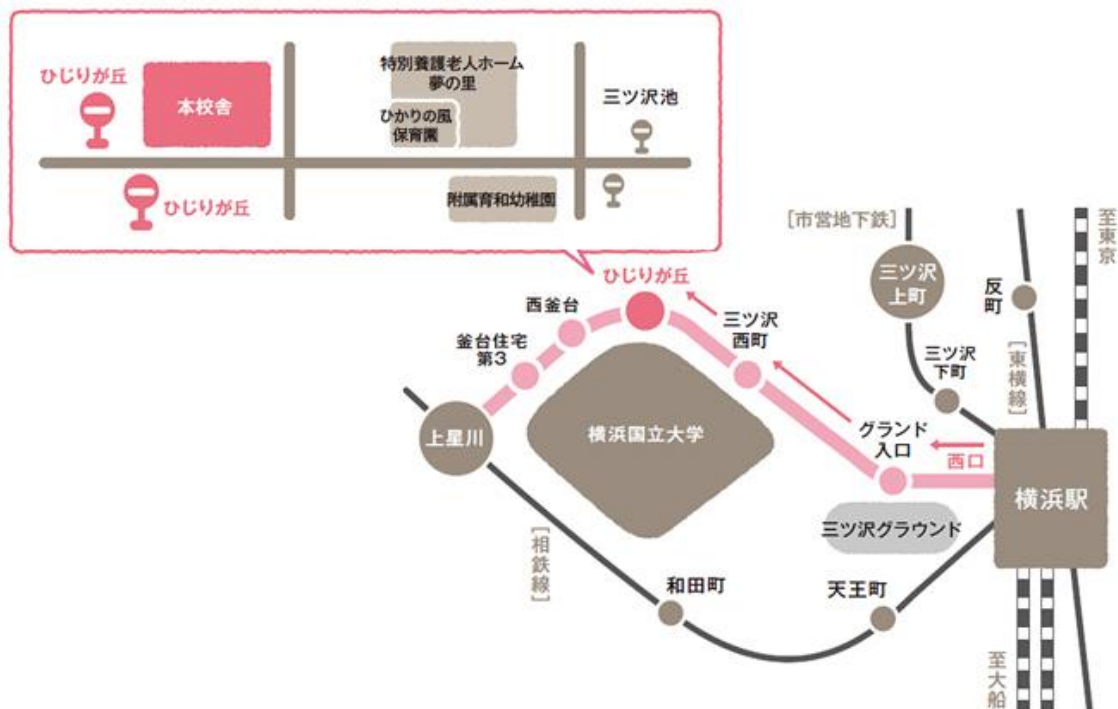 ひじりが丘
本校舎
特別養護老人ホーム
夢の里
ひかりの風
保育園
三ツ沢池
ひじりが丘
附属育和幼稚園
[市営地下鉄]
至東京
ひじりが丘
三ツ沢
上町
反町
西釜台
三ツ沢
西町
釜台住宅
第3
三ツ沢
下町
[東横線]
上星川
横浜国立大学
グランド
入口
西口
横浜駅
三ツ沢グラウンド
[相鉄線]
和田町
天王町
至大船